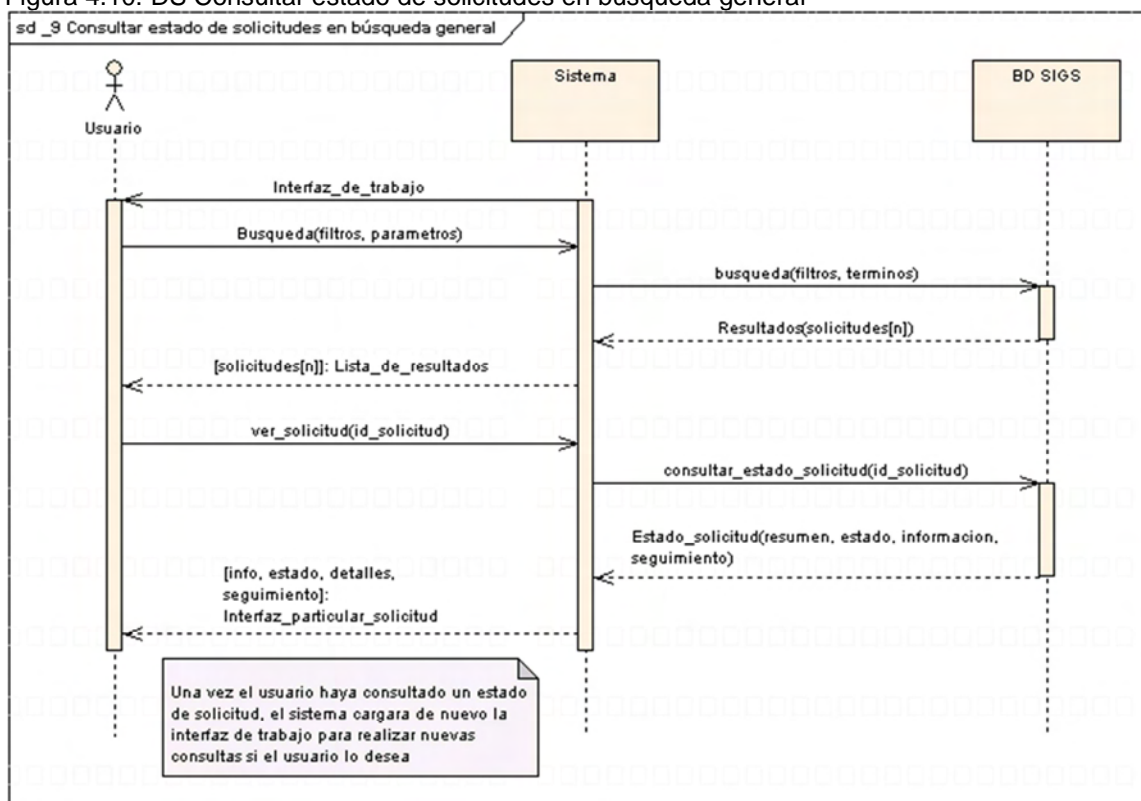 Figura 4.10. DS Consultar estado de solicitudes en búsqueda general
sd _9 Consultar estado de solicitudes en búsqueda general
Usuario
Sistema
BD SIGS
Interfaz_de_trabajo
Busqueda(filtros, parametros)
busqueda(filtros, terminos)
Resultados(solicitudes[n])
[solicitudes[n]]: Lista_de_resultados
ver_solicitud(id_solicitud)
consultar_estado_solicitud(id_solicitud)
Estado_solicitud(resumen, estado, informacion,
seguimiento)
[info, estado, detalles,
seguimiento]:
Interfaz_particular_solicitud
Una vez el usuario haya consultado un estado
de solicitud, el sistema cargara de nuevo la
interfaz de trabajo para realizar nuevas
consultas si el usuario lo desea